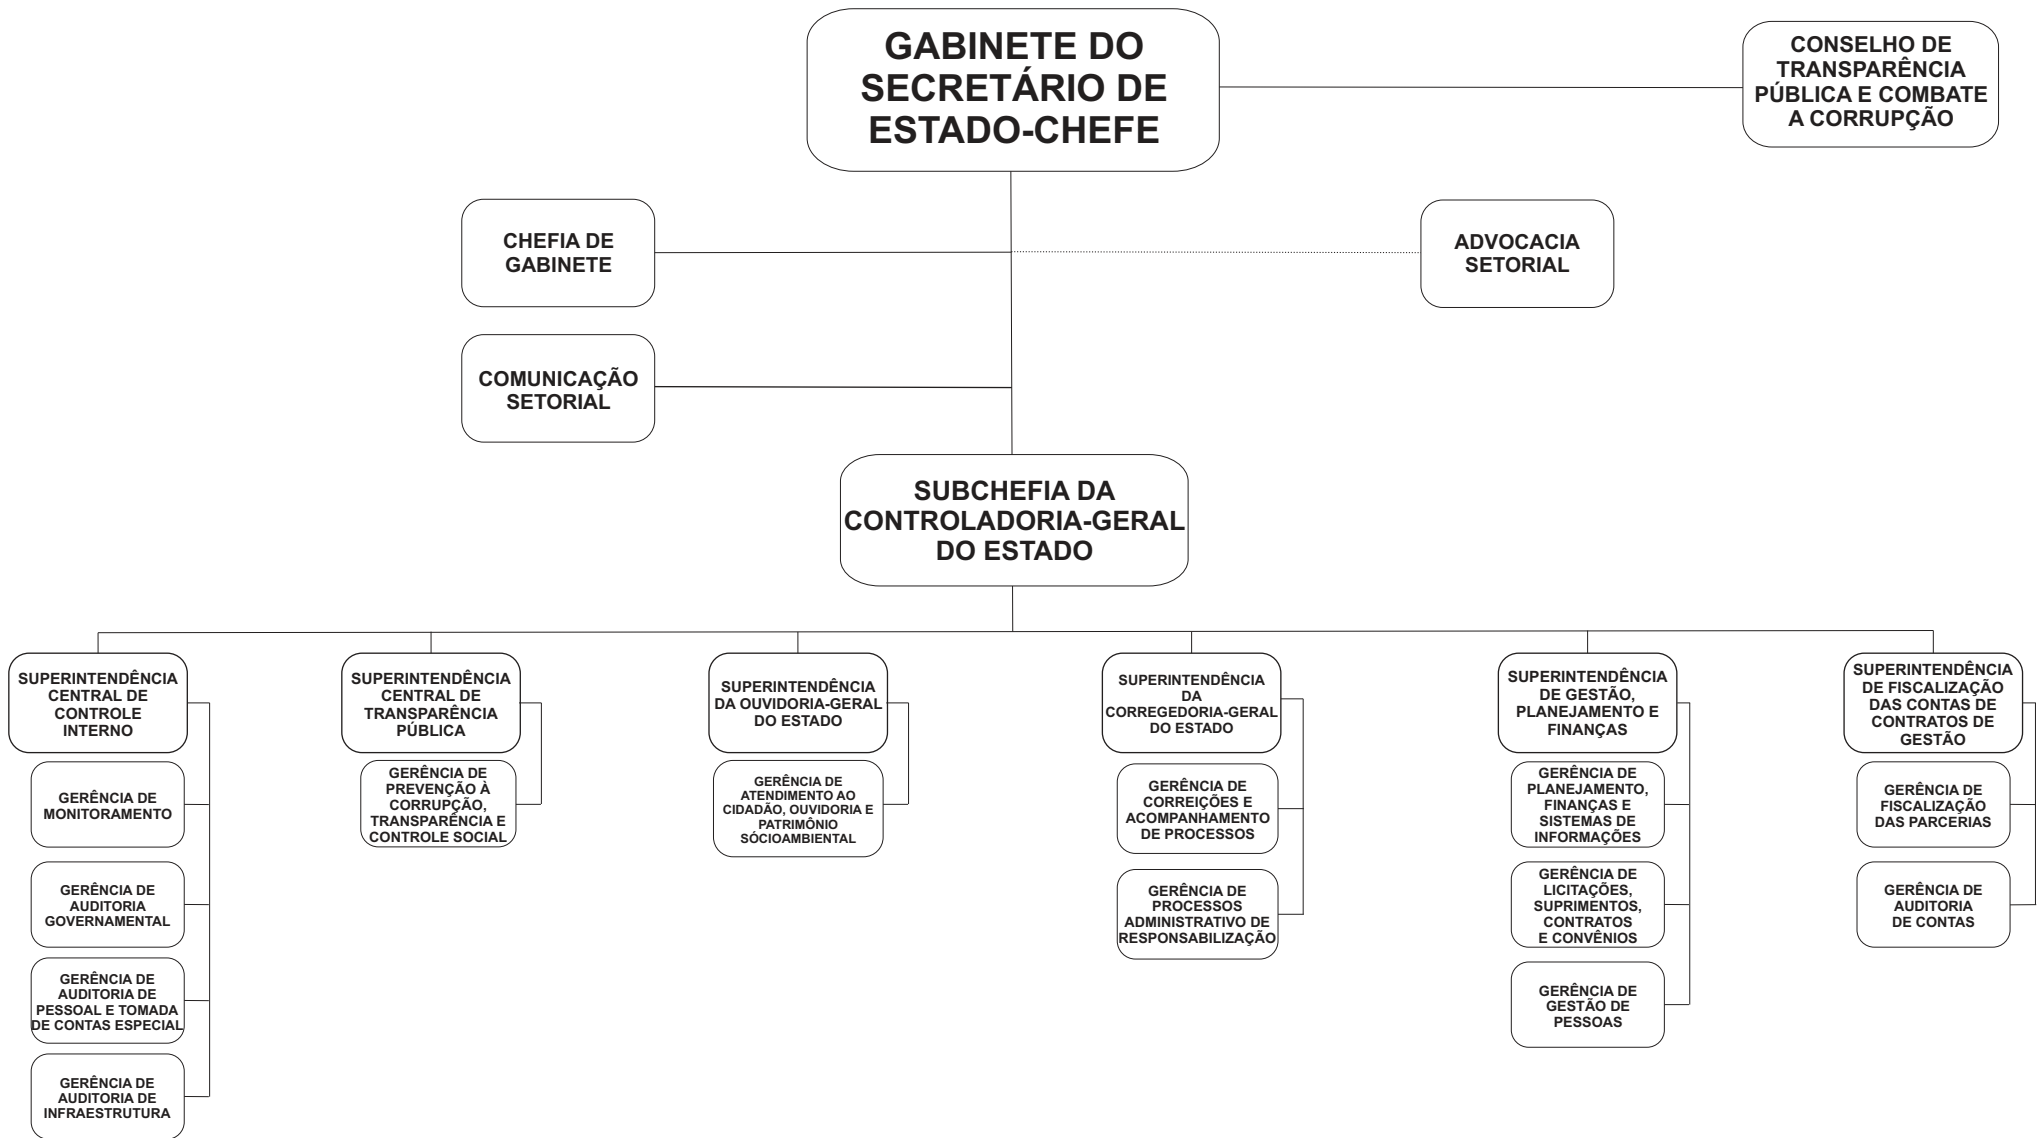 GABINETE DO
SECRETÁRIO DE
ESTADO-CHEFE
CONSELHO DE
TRANSPARÊNCIA
PÚBLICA E COMBATE
A CORRUPÇÃO
CHEFIA DE
GABINETE
ADVOCACIA
SETORIAL
COMUNICAÇÃO
SETORIAL
SUBCHEFIA DA
CONTROLADORIA-GERAL
DO ESTADO
SUPERINTENDÊNCIA
CENTRAL DE
CONTROLE
INTERNO
GERÊNCIA DE
MONITORAMENTO
GERÊNCIA DE
AUDITORIA
GOVERNAMENTAL
GERÊNCIA DE
AUDITORIA DE
PESSOAL E TOMADA
DE CONTAS ESPECIAL
GERÊNCIA DE
AUDITORIA DE
INFRAESTRUTURA
SUPERINTENDÊNCIA
CENTRAL DE
TRANSPARÊNCIA
PÚBLICA
GERÊNCIA DE
PREVENÇÃO À
CORRUPÇÃO,
TRANSPARÊNCIA E
CONTROLE SOCIAL
SUPERINTENDÊNCIA
DA OUVIDORIA-GERAL
DO ESTADO
GERÊNCIA DE
ATENDIMENTO AO
CIDADÃO, OUVIDORIA E
PATRIMÔNIO
SÓCIOAMBIENTAL
SUPERINTENDÊNCIA
DA
CORREGEDORIA-GERAL
DO ESTADO
GERÊNCIA DE
CORREIÇÕES E
ACOMPANHAMENTO
DE PROCESSOS
GERÊNCIA DE
PROCESSOS
ADMINISTRATIVO DE
RESPONSABILIZAÇÃO
SUPERINTENDÊNCIA
DE GESTÃO,
PLANEJAMENTO E
FINANÇAS
GERÊNCIA DE
PLANEJAMENTO,
FINANÇAS E
SISTEMAS DE
INFORMAÇÕES
GERÊNCIA DE
LICITAÇÕES,
SUPRIMENTOS,
CONTRATOS
E CONVÊNIOS
GERÊNCIA DE
GESTÃO DE
PESSOAS
SUPERINTENDÊNCIA
DE FISCALIZAÇÃO
DAS CONTAS DE
CONTRATOS DE
GESTÃO
GERÊNCIA DE
FISCALIZAÇÃO
DAS PARCERIAS
GERÊNCIA DE
AUDITORIA
DE CONTAS